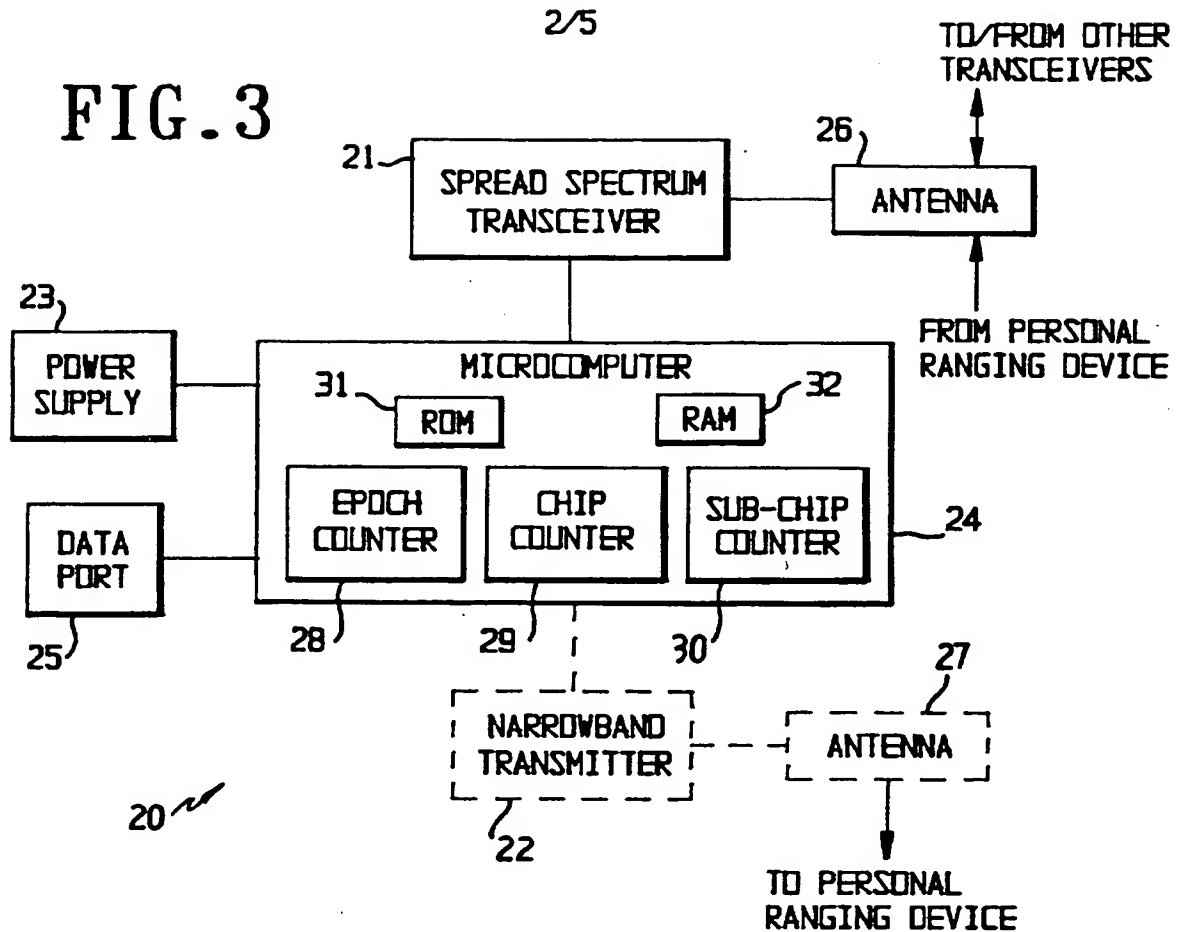 2/5
FIG.3
TO/FROM OTHER
TRANSCEIVERS
26
ANTENNA
21
SPREAD SPECTRUM
TRANSCEIVER
FROM PERSONAL
RANGING DEVICE
23
POWER
SUPPLY
MICROCOMPUTER
31
ROM
RAM
32
EPOCH
COUNTER
CHIP
COUNTER
SUB-CHIP
COUNTER
24
DATA
PORT
25
28
29
30
27
NARROWBAND
TRANSMITTER
ANTENNA
22
20
TO PERSONAL
RANGING DEVICE